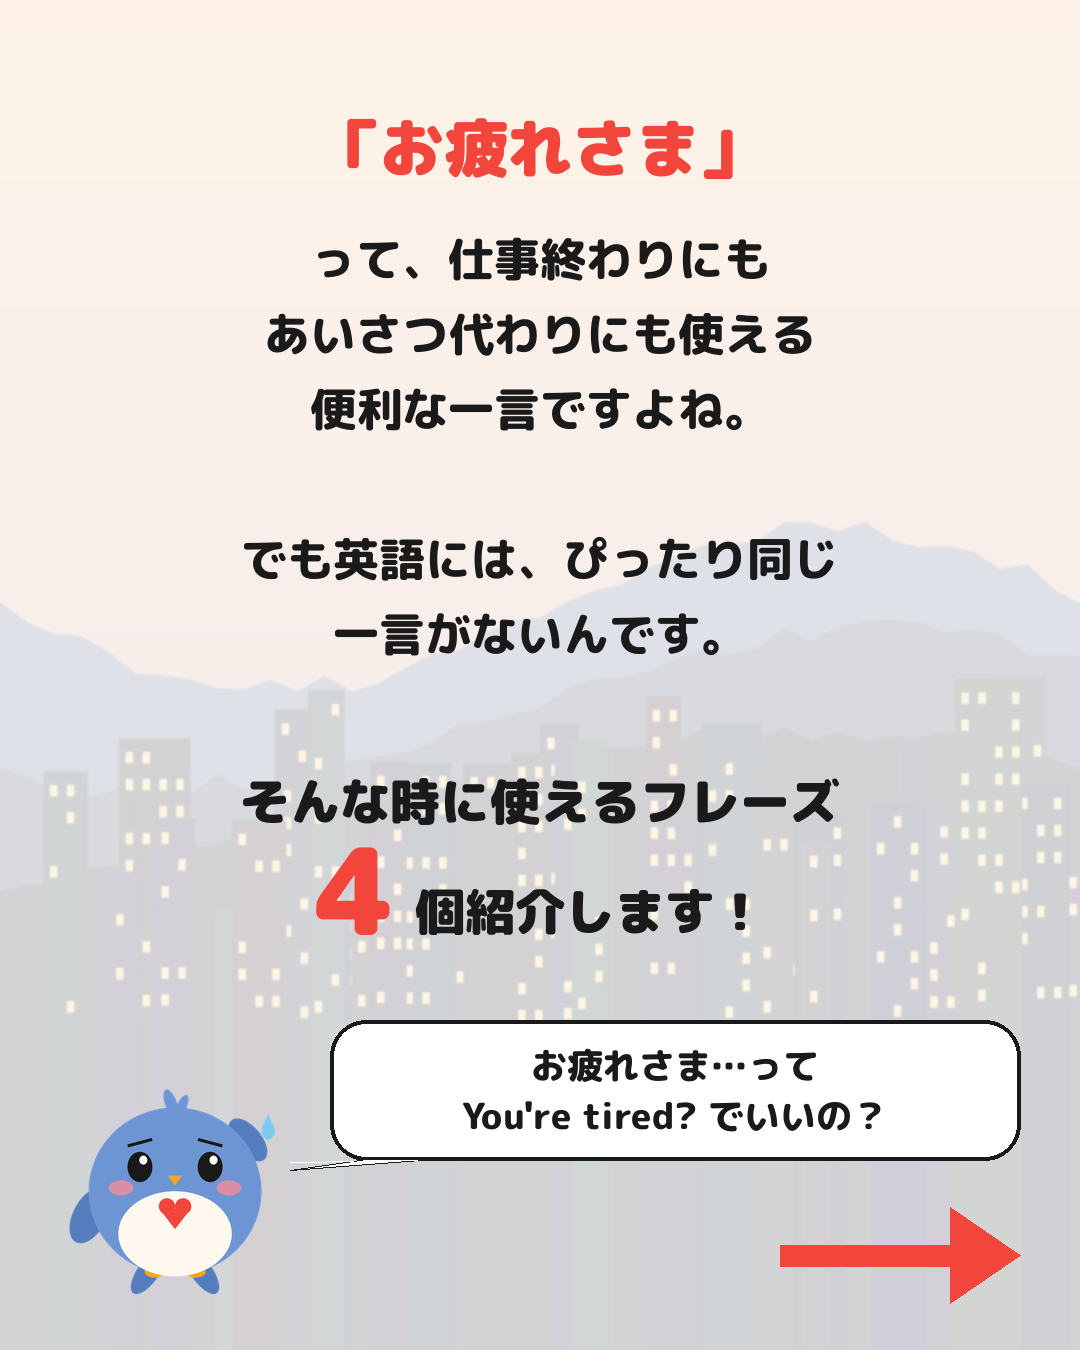 「お疲れさま」
って、仕事終わりにも
あいさつ代わりにも使える
便利な一言ですよね。
でも英語には、ぴったり同じ
一言がないんです。
そんな時に使えるフレーズ
4個紹介します！
お疲れさま…って
You're tired? でいいの？